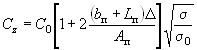 C_z = C_0 [1 + 2 (b_п + L_п)Δ / A_п] √(σ / σ_0)